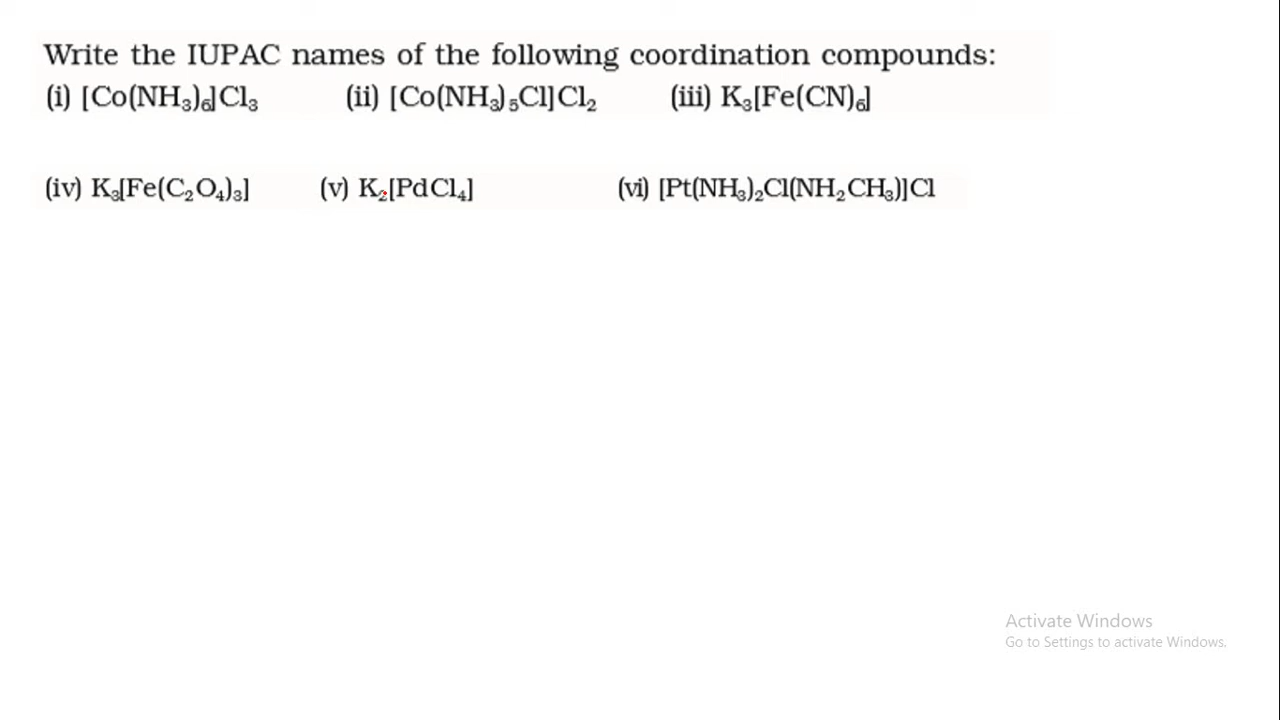 Write the IUPAC names of the following coordination compounds:
(i) [Co(NH₃)₆]Cl₃ (ii) [Co(NH₃)₅Cl]Cl₂ (iii) K₃[Fe(CN)₆]
(iv) K₃[Fe(C₂O₄)₃] (v) K₂[PdCl₄] (vi) [Pt(NH₃)₂Cl(NH₂CH₃)]Cl
Activate Windows
Go to Settings to activate Windows.